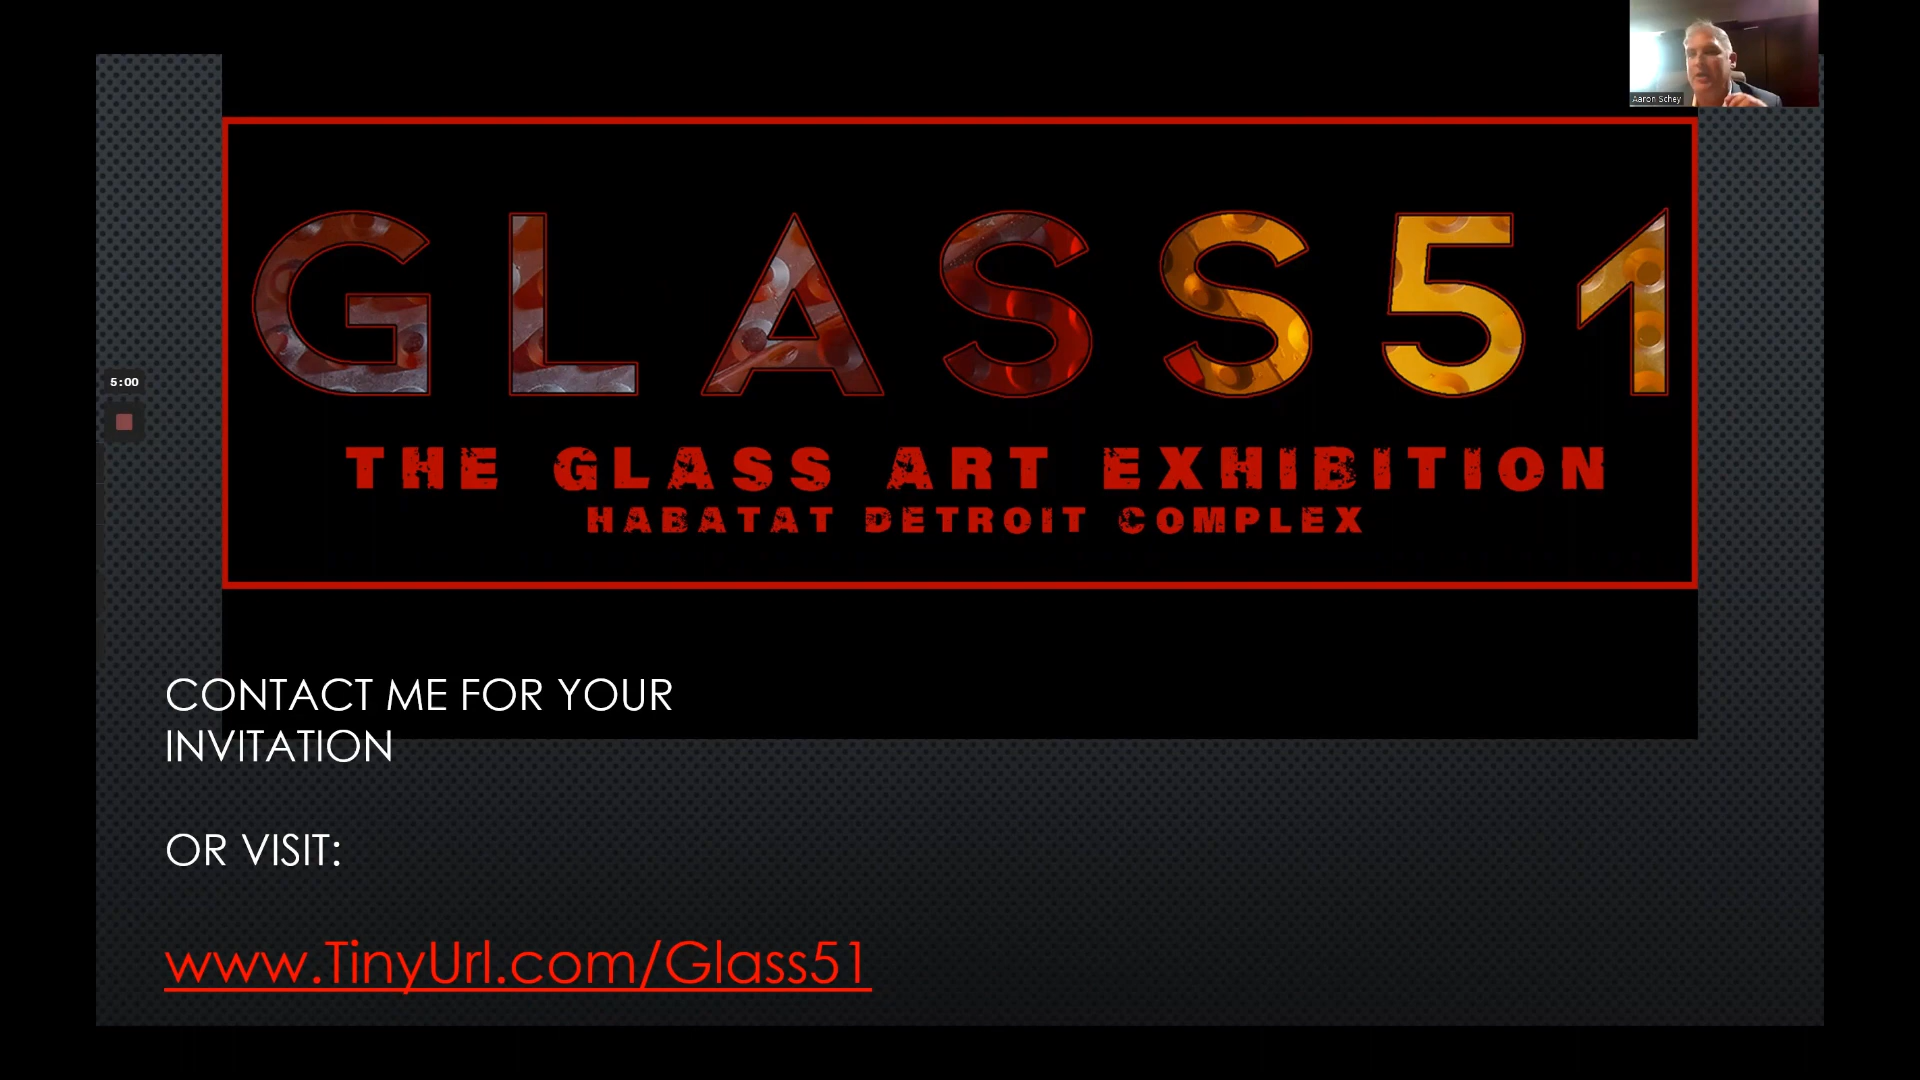 Aaron Schey
GLASS51
THE GLASS ART EXHIBITION
HABATAT DETROIT COMPLEX
5:00
CONTACT ME FOR YOUR
INVITATION
OR VISIT:
www.TinyUrl.com/Glass51